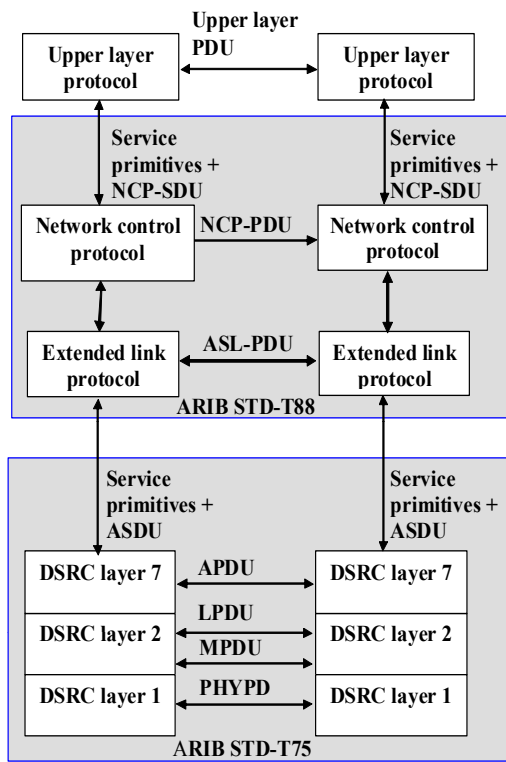 Upper layer
PDU
Upper layer
protocol
Upper layer
protocol
Service
primitives +
NCP-SDU
Service
primitives +
NCP-SDU
Network control
protocol
NCP-PDU
Network control
protocol
Extended link
protocol
ASL-PDU
Extended link
protocol
ARIB STD-T88
Service
primitives +
ASDU
Service
primitives +
ASDU
DSRC layer 7
APDU
DSRC layer 7
LPDU
DSRC layer 2
DSRC layer 2
MPDU
DSRC layer 1
PHYPD
DSRC layer 1
ARIB STD-T75